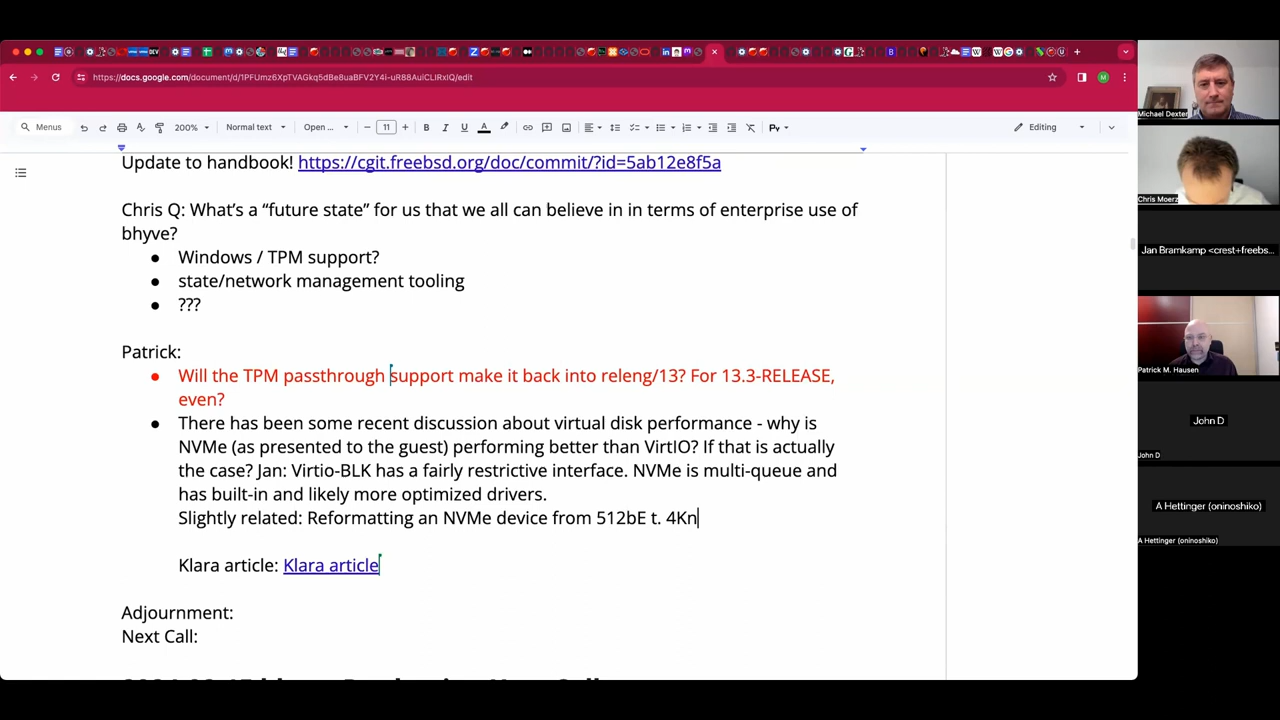 https://docs.google.com/document/d/1PFUmz6XpTVAGkq5dBe8uaBFV2Y4i-uR88AuiCLIRxIQ/edit
M
Menus
200%
Normal text
Open ...
11
B
I
U
A
Editing
Update to handbook! https://cgit.freebsd.org/doc/commit/?id=5ab12e8f5a
Chris Q: What's a “future state” for us that we all can believe in in terms of enterprise use of
bhyve?
● Windows / TPM support?
● state/network management tooling
● ???
Patrick:
● Will the TPM passthrough support make it back into releng/13? For 13.3-RELEASE,
even?
● There has been some recent discussion about virtual disk performance - why is
NVMe (as presented to the guest) performing better than VirtIO? If that is actually
the case? Jan: Virtio-BLK has a fairly restrictive interface. NVMe is multi-queue and
has built-in and likely more optimized drivers.
Slightly related: Reformatting an NVMe device from 512bE t. 4Kn
Klara article: Klara article
Adjournment:
Next Call:
Michael Dexter
Chris Moerz
Jan Bramkamp <crest+freebs...
Patrick M. Hausen
John D
John D
A Hettinger (oninoshiko)
A Hettinger (oninoshiko)